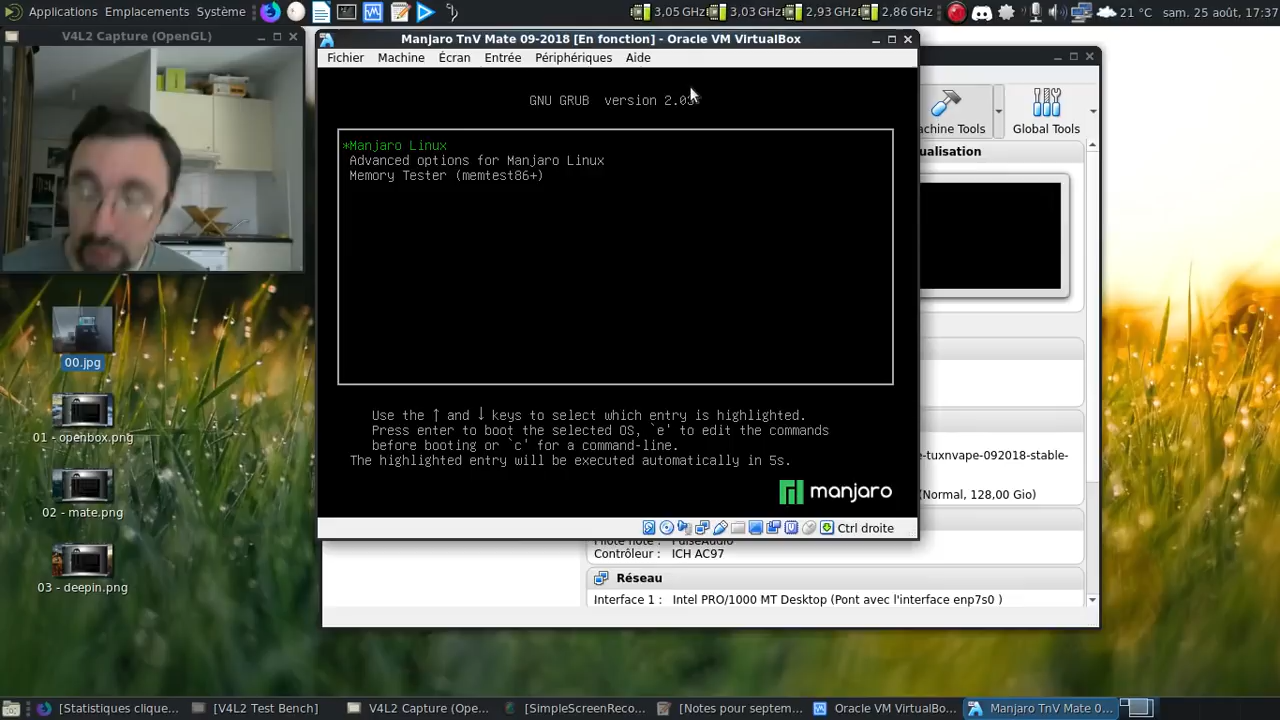 Applications Emplacements Système
3,05 GHz 3,03 GHz 2,93 GHz 2,86 GHz
21 °C sam. 25 août, 17:37
V4L2 Capture (OpenGL)
Manjaro TnV Mate 09-2018 [En fonction] - Oracle VM VirtualBox
Fichier Machine Écran Entrée Périphériques Aide
GNU GRUB version 2.03
*Manjaro Linux
Advanced options for Manjaro Linux
Memory Tester (memtest86+)
Use the ↑ and ↓ keys to select which entry is highlighted.
Press enter to boot the selected OS, `e' to edit the commands
before booting or `c' for a command-line.
The highlighted entry will be executed automatically in 5s.
manjaro
Ctrl droite
achine Tools Global Tools
ualisation
e-tuxnvape-092018-stable-
(Normal, 128,00 Gio)
Contrôleur : ICH AC97
Réseau
Interface 1 : Intel PRO/1000 MT Desktop (Pont avec l'interface enp7s0 )
00.jpg
01 - openbox.png
02 - mate.png
03 - deepin.png
[Statistiques clique... [V4L2 Test Bench] V4L2 Capture (Ope... [SimpleScreenReco... [Notes pour septem... Oracle VM VirtualBo... Manjaro TnV Mate 0...